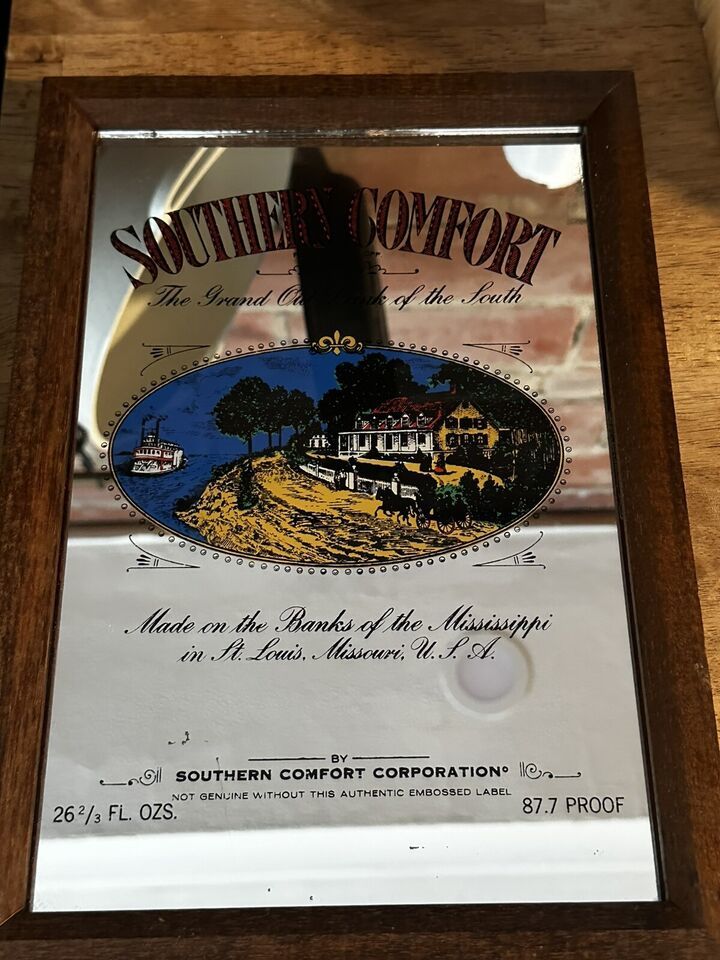 SOUTHERN COMFORT
The Grand Old Drink of the South
Made on the Banks of the Mississippi
in St. Louis, Missouri, U.S.A.
BY
SOUTHERN COMFORT CORPORATION®
NOT GENUINE WITHOUT THIS AUTHENTIC EMBOSSED LABEL
26 2/3 FL. OZS.
87.7 PROOF